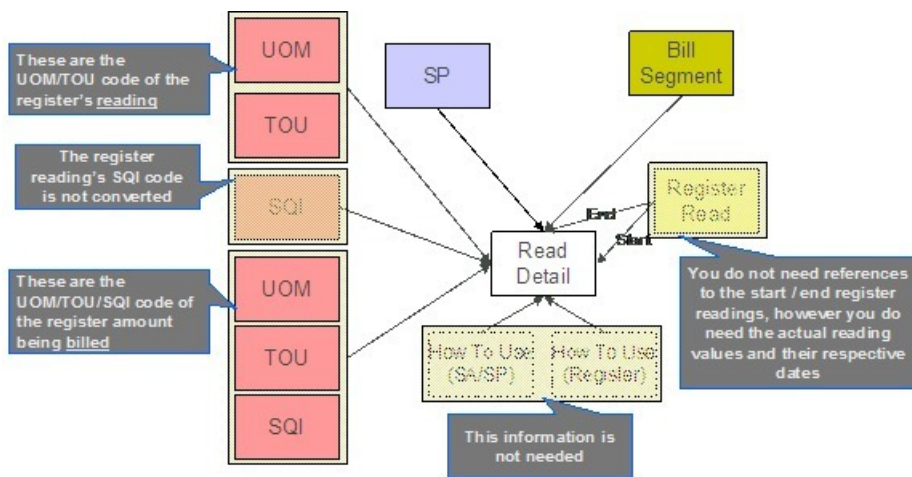 These are the
UOM/TOU code of the
register's reading
UOM
TOU
The register
reading's SQI code
is not converted
SQI
These are the
UOM/TOU/SQI code of
the register amount
being billed
UOM
TOU
SQI
SP
Bill
Segment
Register
Read
End
Start
Read
Detail
How To Use
(SA/SP)
How To Use
(Register)
You do not need references
to the start / end register
readings, however you do
need the actual reading
values and their respective
dates
This information is
not needed